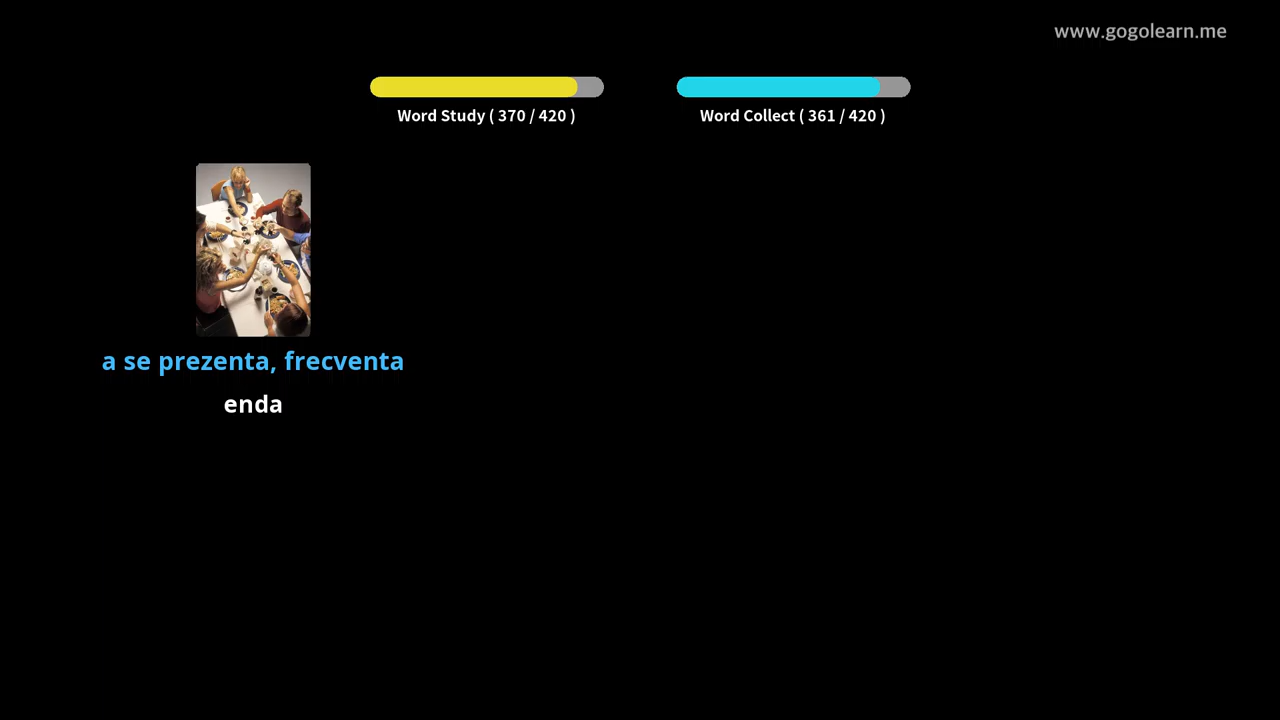 www.gogolearn.me
Word Study ( 370 / 420 )
Word Collect ( 361 / 420 )
a se prezenta, frecventa
enda